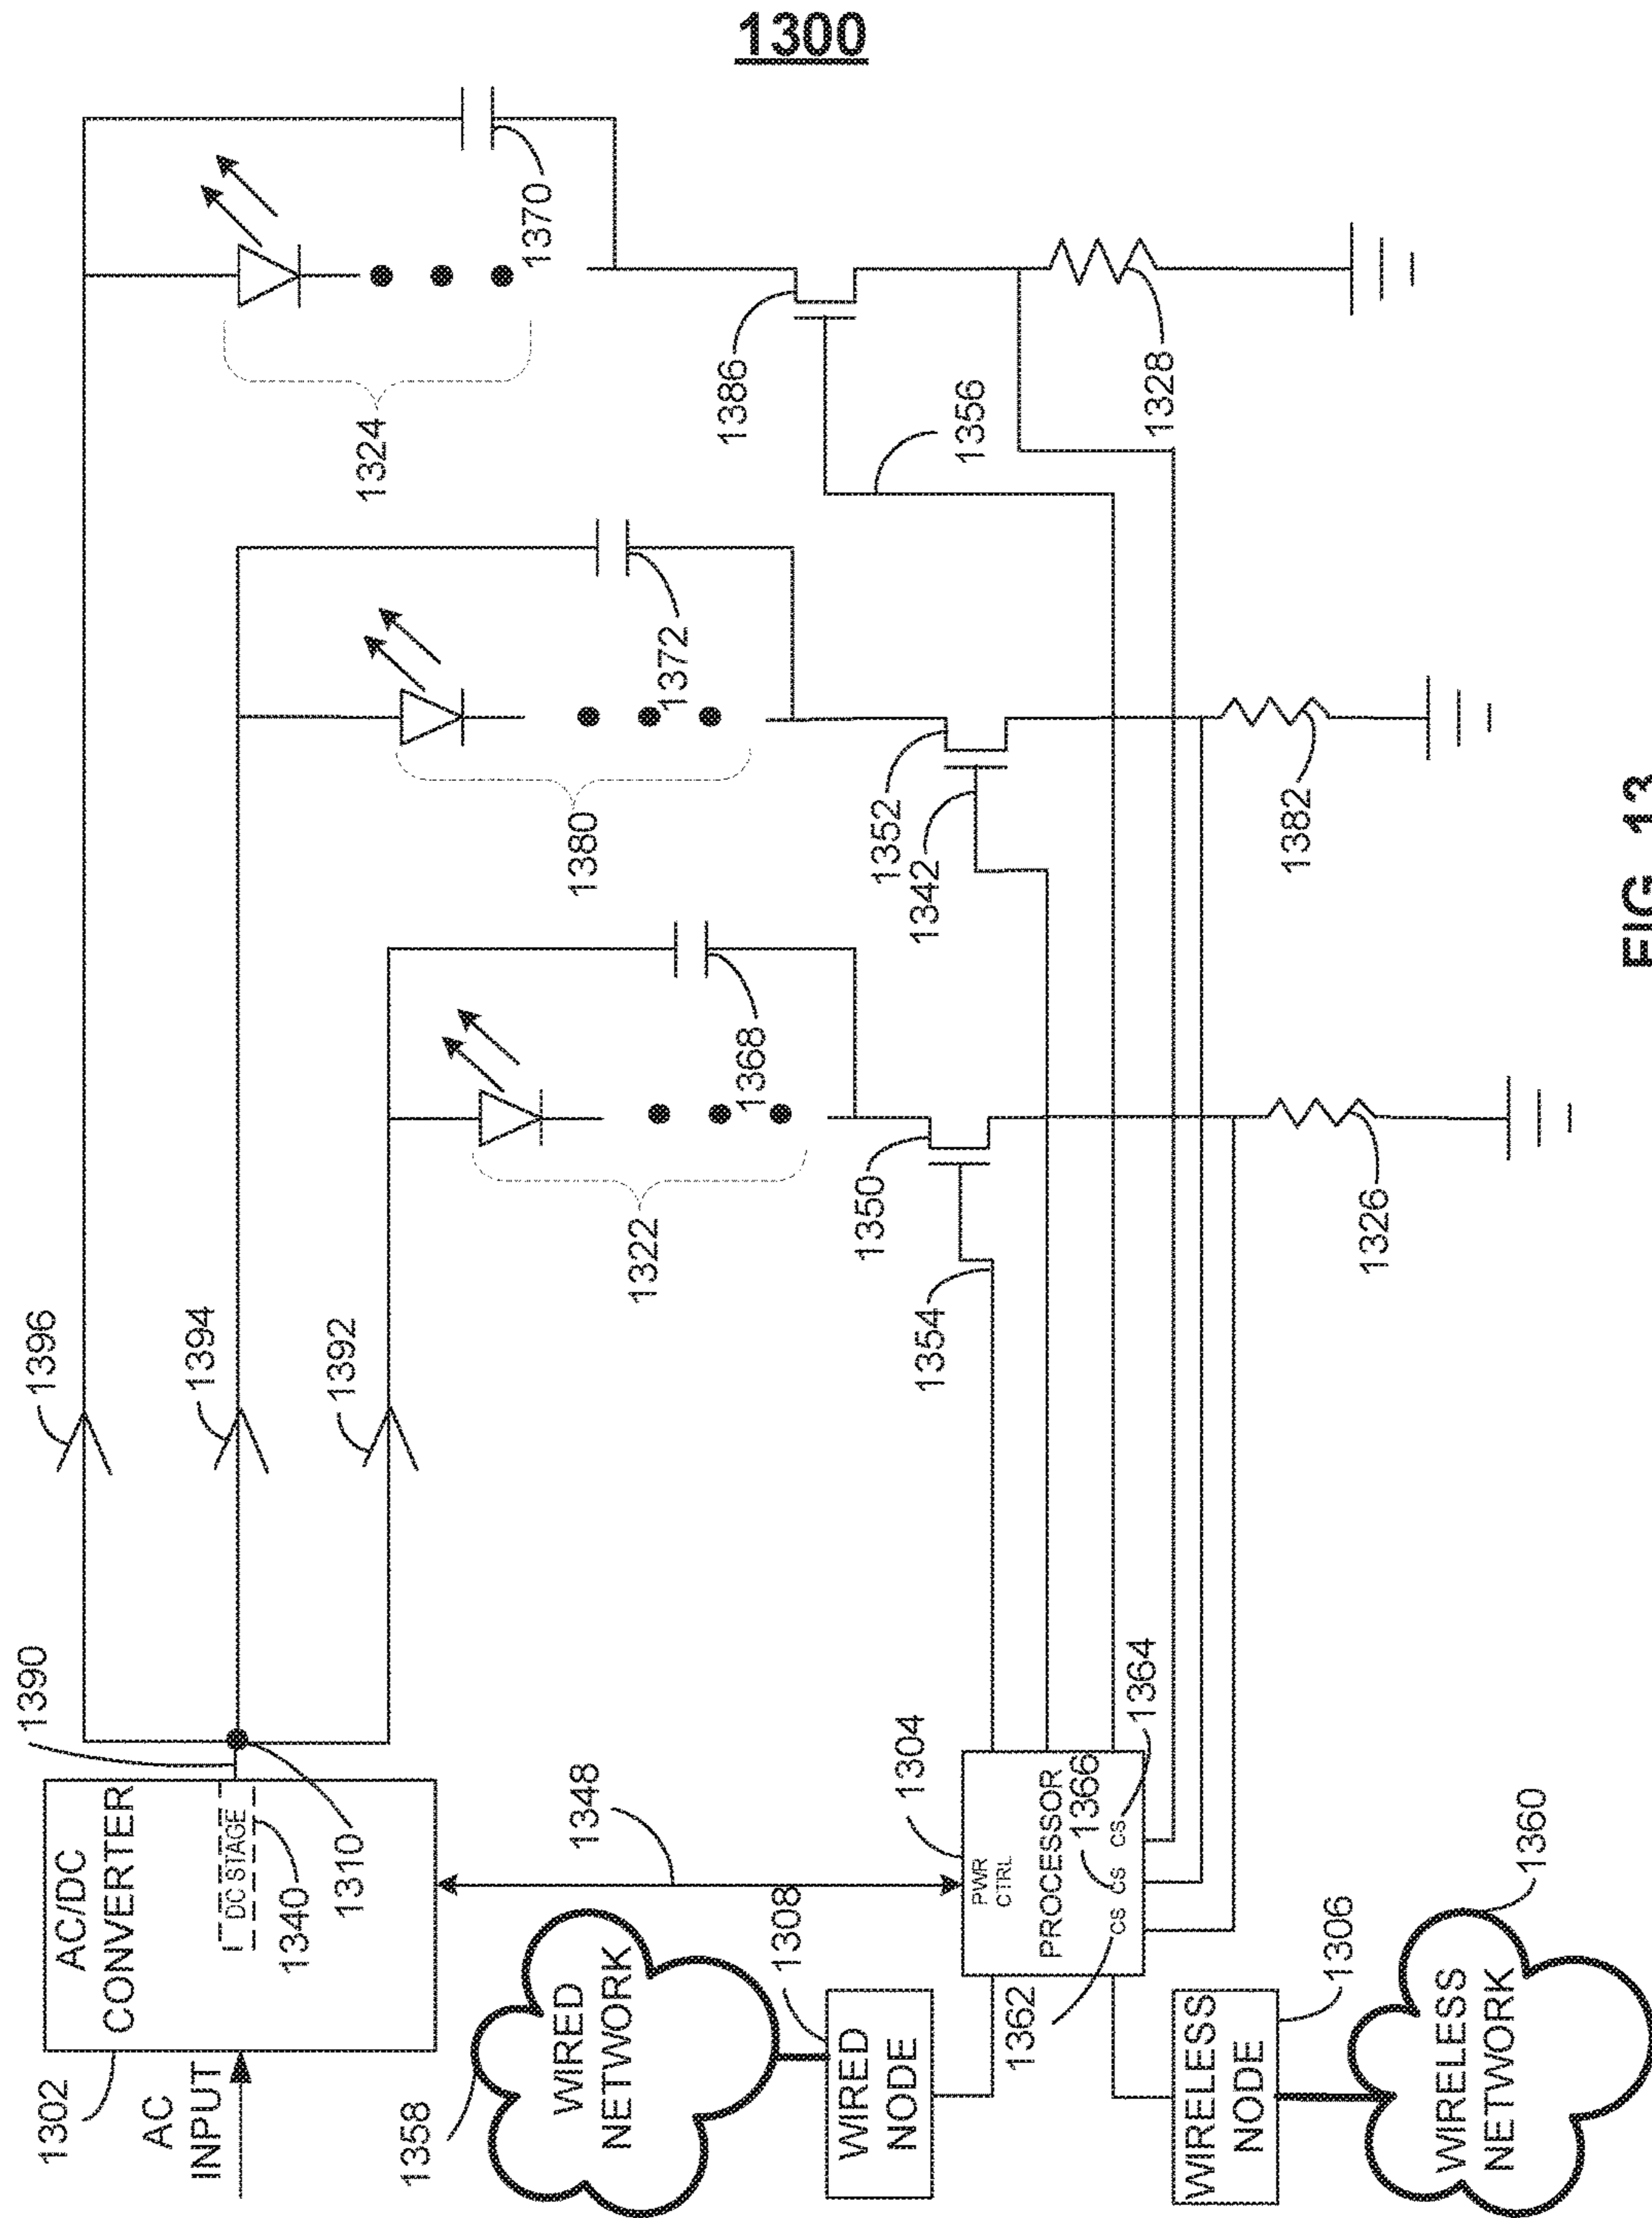 1300
1390
1396
1394
1392
1302
AC
INPUT
AC/DC
CONVERTER
DC STAGE
1340
1310
1324
1370
1380
1372
1322
1368
1348
1358
WIRED
NETWORK
1308
WIRED
NODE
1304
PWR
CTRL
PROCESSOR
1366
CS
CS
CS
1364
1362
1354
1350
1352
1342
1386
1356
1326
1382
1328
WIRELESS
NODE
1306
WIRELESS
NETWORK
1360
FIG. 13